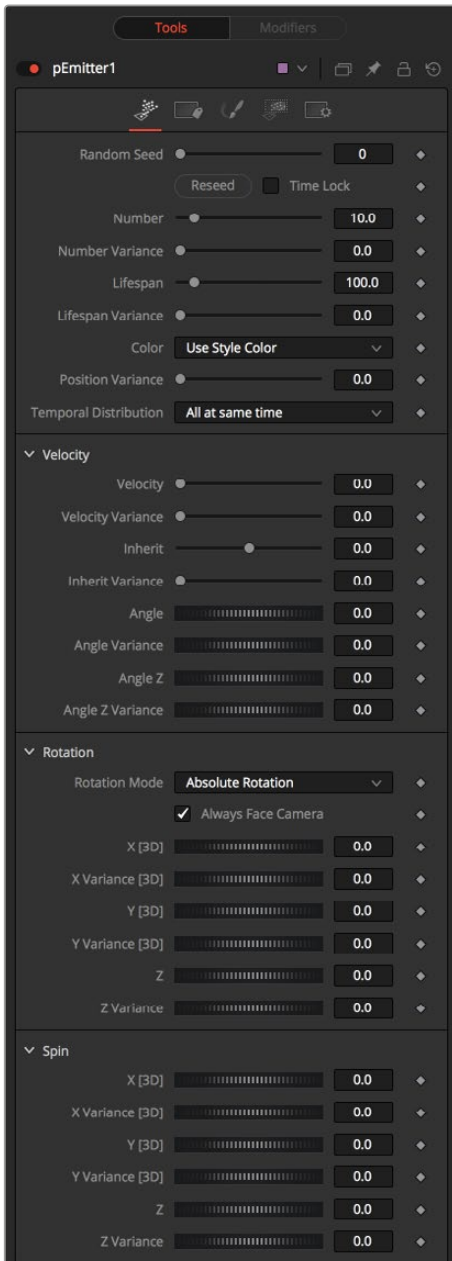 Tools Modifiers
pEmitter1
Random Seed 0
Reseed Time Lock
Number 10.0
Number Variance 0.0
Lifespan 100.0
Lifespan Variance 0.0
Color Use Style Color
Position Variance 0.0
Temporal Distribution All at same time
Velocity
Velocity 0.0
Velocity Variance 0.0
Inherit 0.0
Inherit Variance 0.0
Angle 0.0
Angle Variance 0.0
Angle Z 0.0
Angle Z Variance 0.0
Rotation
Rotation Mode Absolute Rotation
Always Face Camera
X [3D] 0.0
X Variance [3D] 0.0
Y [3D] 0.0
Y Variance [3D] 0.0
Z 0.0
Z Variance 0.0
Spin
X [3D] 0.0
X Variance [3D] 0.0
Y [3D] 0.0
Y Variance [3D] 0.0
Z 0.0
Z Variance 0.0